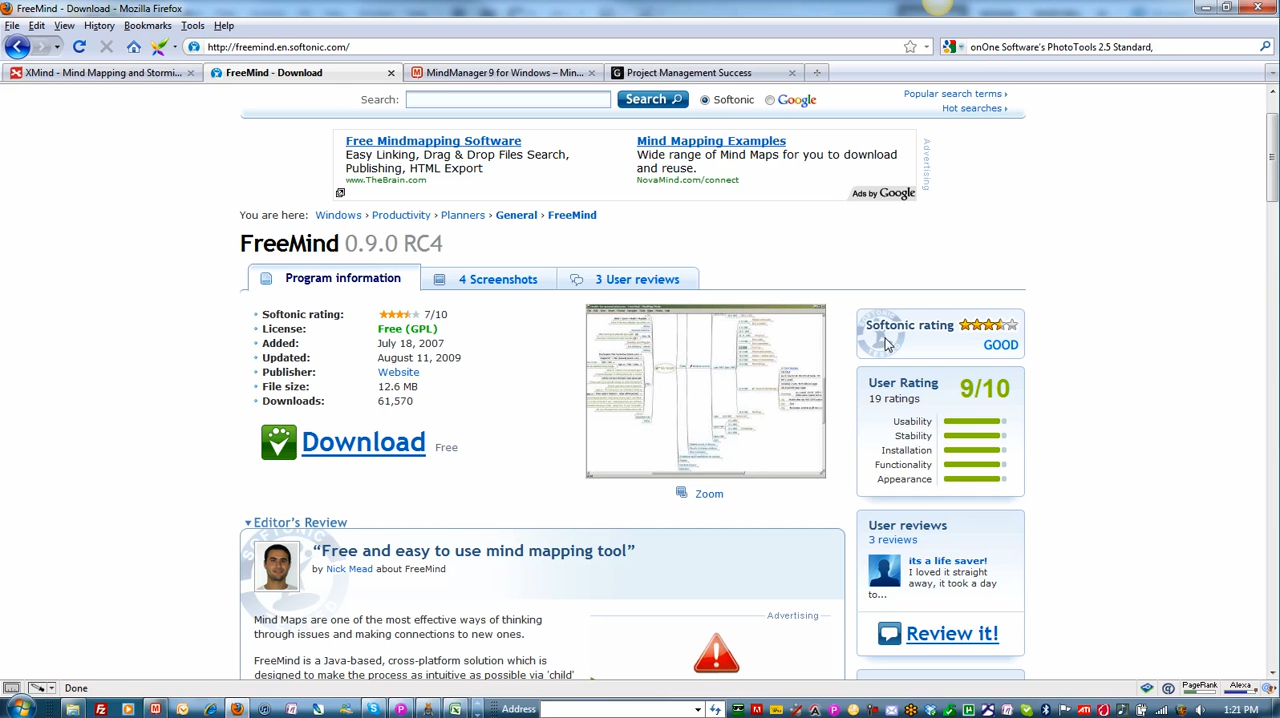 FreeMind - Download - Mozilla Firefox
File Edit View History Bookmarks Tools Help
http://freemind.en.softonic.com/
onOne Software's PhotoTools 2.5 Standard,
XMind - Mind Mapping and Stormi...
FreeMind - Download
MindManager 9 for Windows – Min...
Project Management Success
Search:
Search
Softonic
Google
Popular search terms ›
Hot searches ›
Free Mindmapping Software
Easy Linking, Drag & Drop Files Search,
Publishing, HTML Export
www.TheBrain.com
Mind Mapping Examples
Wide range of Mind Maps for you to download
and reuse.
NovaMind.com/connect
Ads by Google
Advertising
You are here: Windows › Productivity › Planners › General › FreeMind
FreeMind 0.9.0 RC4
Program information
4 Screenshots
3 User reviews
Softonic rating: 7/10
License: Free (GPL)
Added: July 18, 2007
Updated: August 11, 2009
Publisher: Website
File size: 12.6 MB
Downloads: 61,570
Download Free
Zoom
Softonic rating
GOOD
User Rating 9/10
19 ratings
Usability
Stability
Installation
Functionality
Appearance
Editor's Review
“Free and easy to use mind mapping tool”
by Nick Mead about FreeMind
Mind Maps are one of the most effective ways of thinking
through issues and making connections to new ones.
FreeMind is a Java-based, cross-platform solution which is
designed to make the process as intuitive as possible via 'child'
Advertising
User reviews
3 reviews
its a life saver!
I loved it straight
away, it took a day
to...
Review it!
Done
PageRank
Alexa
Address
1:21 PM